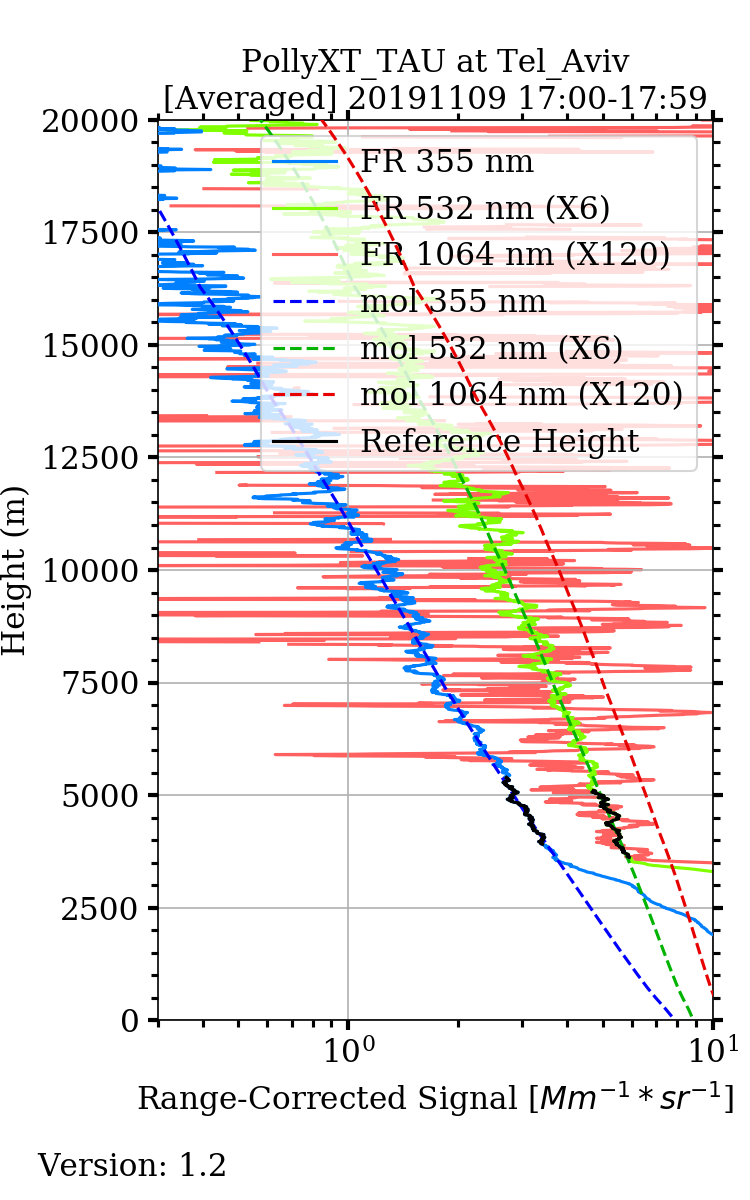 PollyXT_TAU at Tel_Aviv
[Averaged] 20191109 17:00-17:59
20000
17500
15000
12500
10000
7500
5000
2500
0
Height (m)
FR 355 nm
FR 532 nm (X6)
FR 1064 nm (X120)
mol 355 nm
mol 532 nm (X6)
mol 1064 nm (X120)
Reference Height
10⁰ 10¹
Range-Corrected Signal [Mm⁻¹ * sr⁻¹]
Version: 1.2